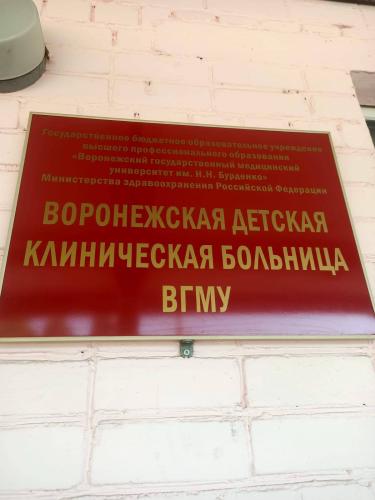 Государственное бюджетное образовательное учреждение
высшего профессионального образования
«Воронежский государственный медицинский
университет им. Н.Н. Бурденко»
Министерства здравоохранения Российской Федерации
ВОРОНЕЖСКАЯ ДЕТСКАЯ
КЛИНИЧЕСКАЯ БОЛЬНИЦА
ВГМУ